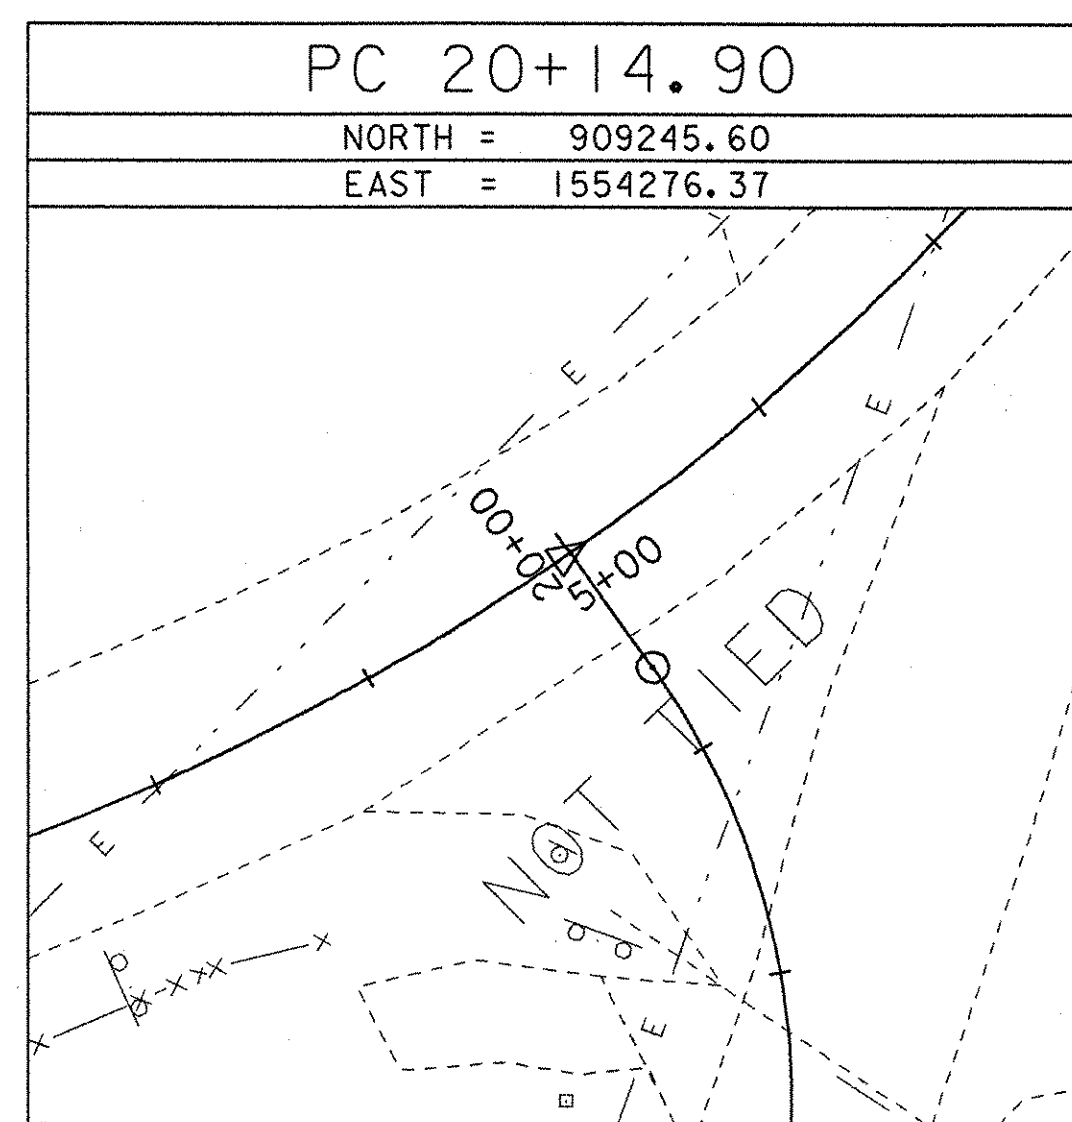 PC 20+14.90
NORTH = 909245.60
EAST = 1554276.37
E
E
20+00
5+00
NOT TIED
E
E